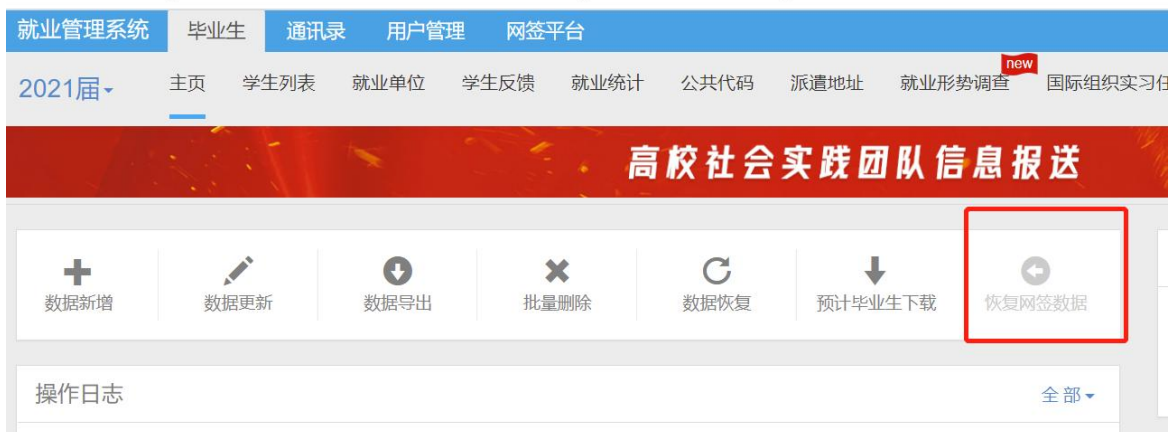 就业管理系统 毕业生 通讯录 用户管理 网签平台
new
2021届 主页 学生列表 就业单位 学生反馈 就业统计 公共代码 派遣地址 就业形势调查 国际组织实习任
高校社会实践团队信息报送
数据新增 数据更新 数据导出 批量删除 数据恢复 预计毕业生下载 恢复网签数据
操作日志 全部